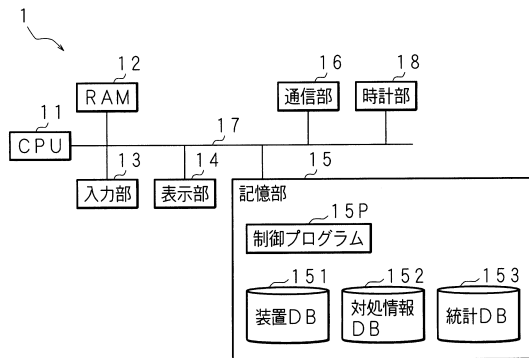 1
12
RAM
16
通信部
18
時計部
11
CPU
17
13
入力部
14
表示部
15
記憶部
15P
制御プログラム
151
装置DB
152
対処情報
DB
153
統計DB